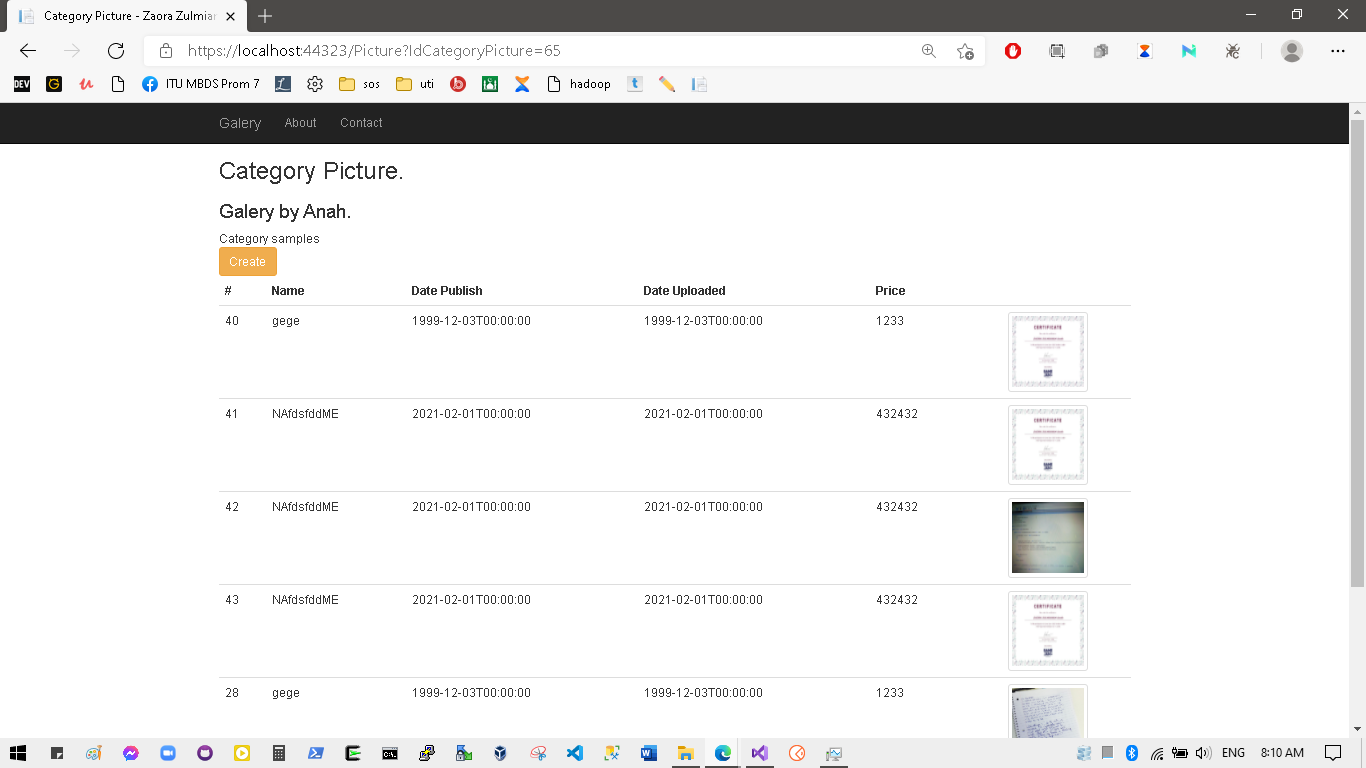 Category Picture - Zaora Zulmiar
https://localhost:44323/Picture?IdCategoryPicture=65
DEV G ITU MBDS Prom 7 sos uti hadoop
Galery About Contact
Category Picture.
Galery by Anah.
Category samples
Create
# Name Date Publish Date Uploaded Price
40 gege 1999-12-03T00:00:00 1999-12-03T00:00:00 1233
CERTIFICATE
41 NAfdsfddME 2021-02-01T00:00:00 2021-02-01T00:00:00 432432
CERTIFICATE
42 NAfdsfddME 2021-02-01T00:00:00 2021-02-01T00:00:00 432432
43 NAfdsfddME 2021-02-01T00:00:00 2021-02-01T00:00:00 432432
CERTIFICATE
28 gege 1999-12-03T00:00:00 1999-12-03T00:00:00 1233
ENG 8:10 AM